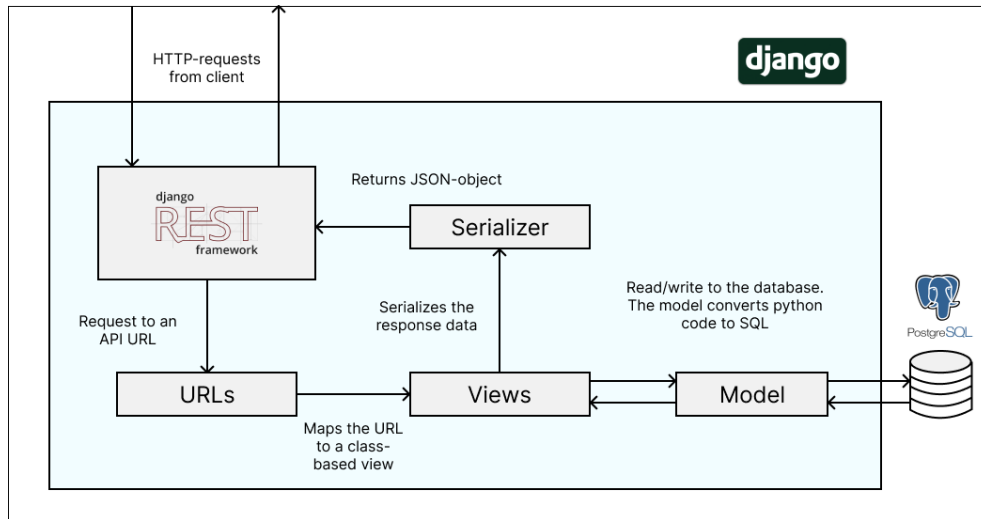 HTTP-requests
from client
django
Returns JSON-object
django
REST
framework
Serializer
Request to an
API URL
Serializes the
response data
Read/write to the database.
The model converts python
code to SQL
PostgreSQL
URLs
Views
Model
Maps the URL
to a class-
based view